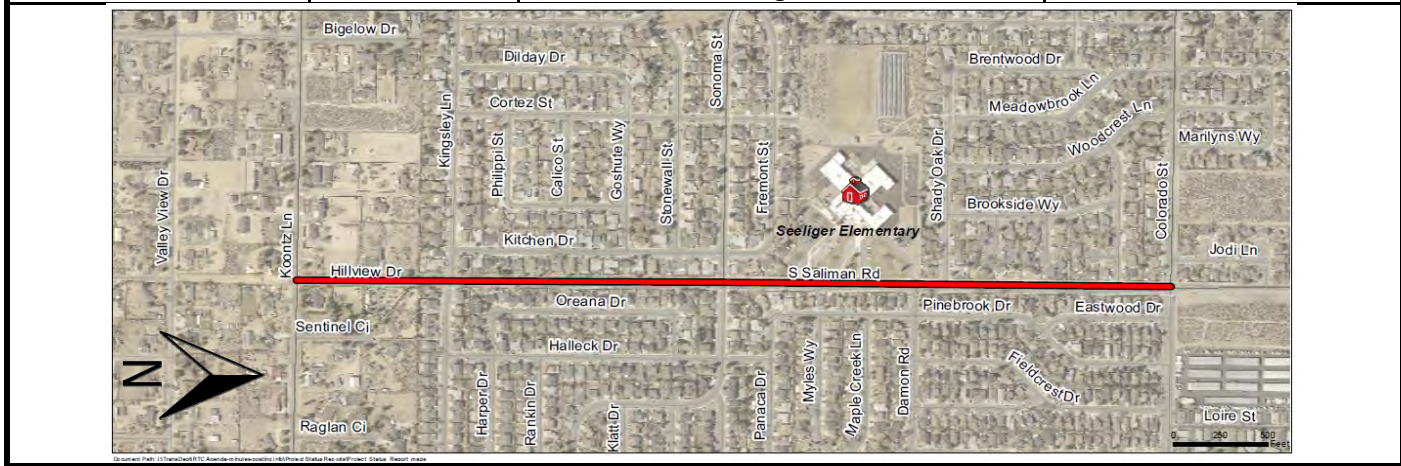 Bigelow Dr
Dilday Dr
Sonoma St
Brentwood Dr
Meadowbrook Ln
Cortez St
Woodcrest Ln
Marilyns Wy
Kingsley Ln
Philippi St
Calico St
Goshute Wy
Stonewall St
Fremont St
Shady Oak Dr
Colorado St
Valley View Dr
Koontz Ln
Brookside Wy
Kitchen Dr
Seeliger Elementary
Jodi Ln
Hillview Dr
S Saliman Rd
Oreana Dr
Pinebrook Dr
Eastwood Dr
Sentinel Ci
Halleck Dr
Fieldcrest Dr
N
Harper Dr
Rankin Dr
Klatt Dr
Panaca Dr
Myles Wy
Maple Creek Ln
Damon Rd
Raglan Ci
Loire St
0 250 500
Feet